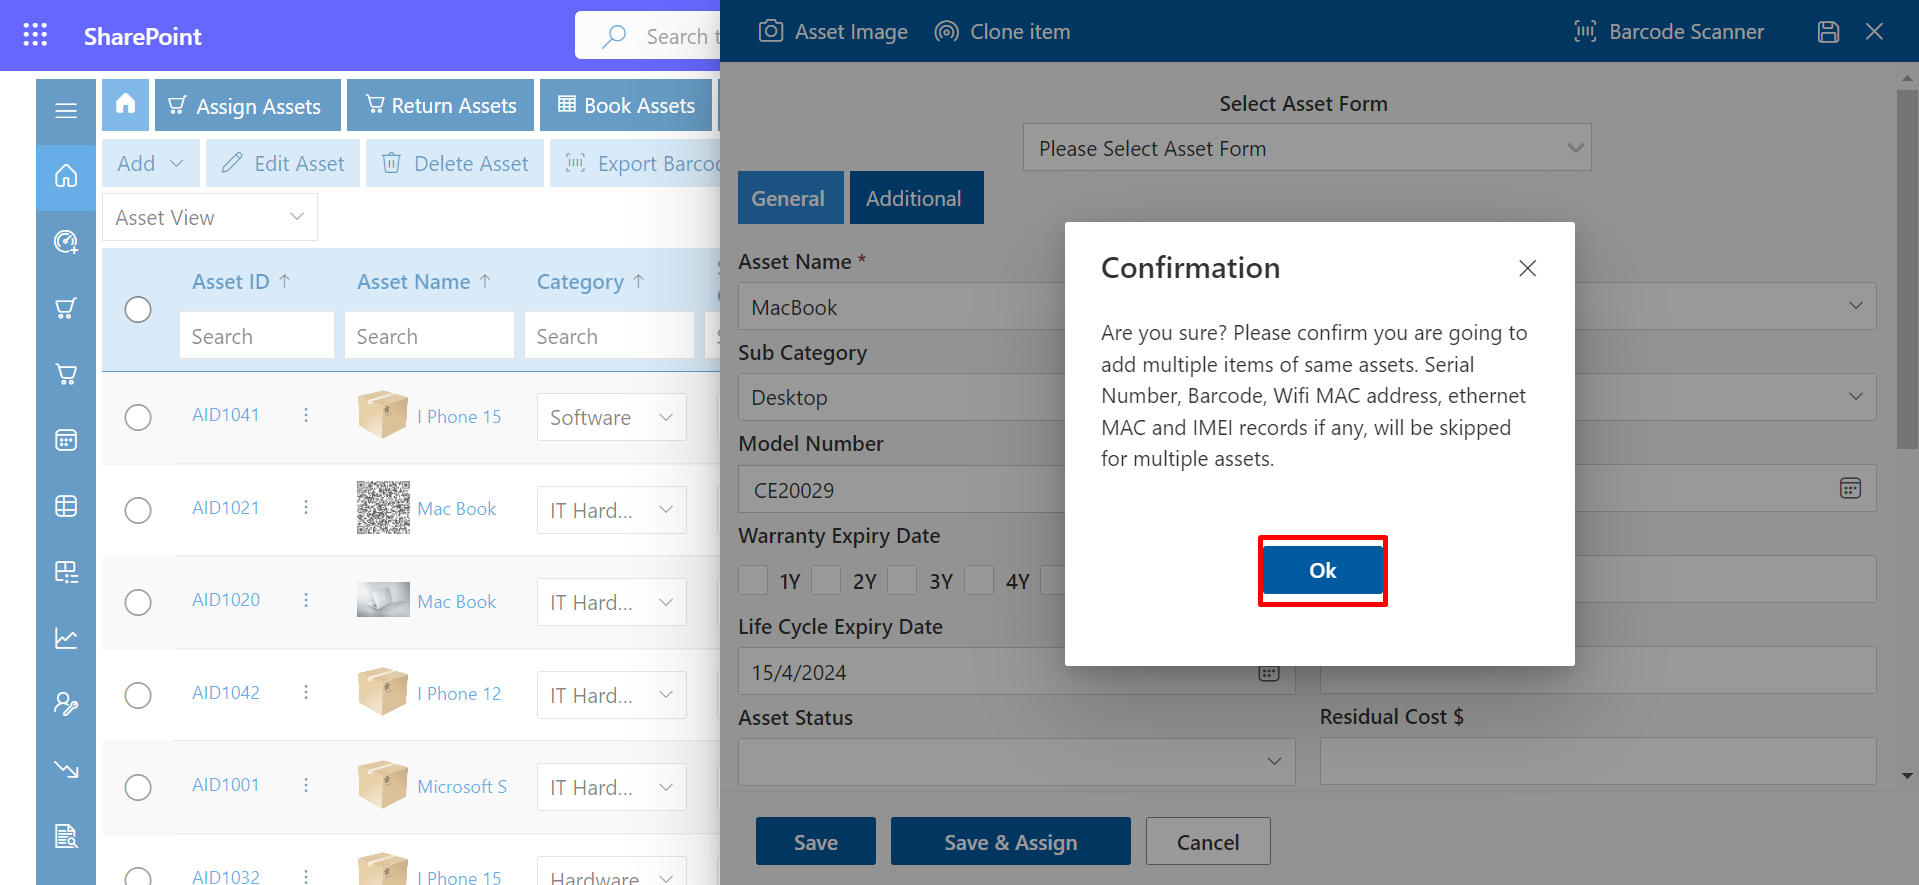 SharePoint
Search t
Asset Image
Clone item
Barcode Scanner
Assign Assets
Return Assets
Book Assets
Add
Edit Asset
Delete Asset
Export Barcod
Asset View
Asset ID ↑
Asset Name ↑
Category ↑
Search
Search
Search
AID1041
I Phone 15
Software
AID1021
Mac Book
IT Hard...
AID1020
Mac Book
IT Hard...
AID1042
I Phone 12
IT Hard...
AID1001
Microsoft S
IT Hard...
AID1032
I Phone 15
Hardware
Select Asset Form
Please Select Asset Form
General
Additional
Asset Name *
MacBook
Sub Category
Desktop
Model Number
CE20029
Warranty Expiry Date
1Y 2Y 3Y 4Y
Life Cycle Expiry Date
15/4/2024
Asset Status
Residual Cost $
Save
Save & Assign
Cancel
Confirmation
Are you sure? Please confirm you are going to
add multiple items of same assets. Serial
Number, Barcode, Wifi MAC address, ethernet
MAC and IMEI records if any, will be skipped
for multiple assets.
Ok